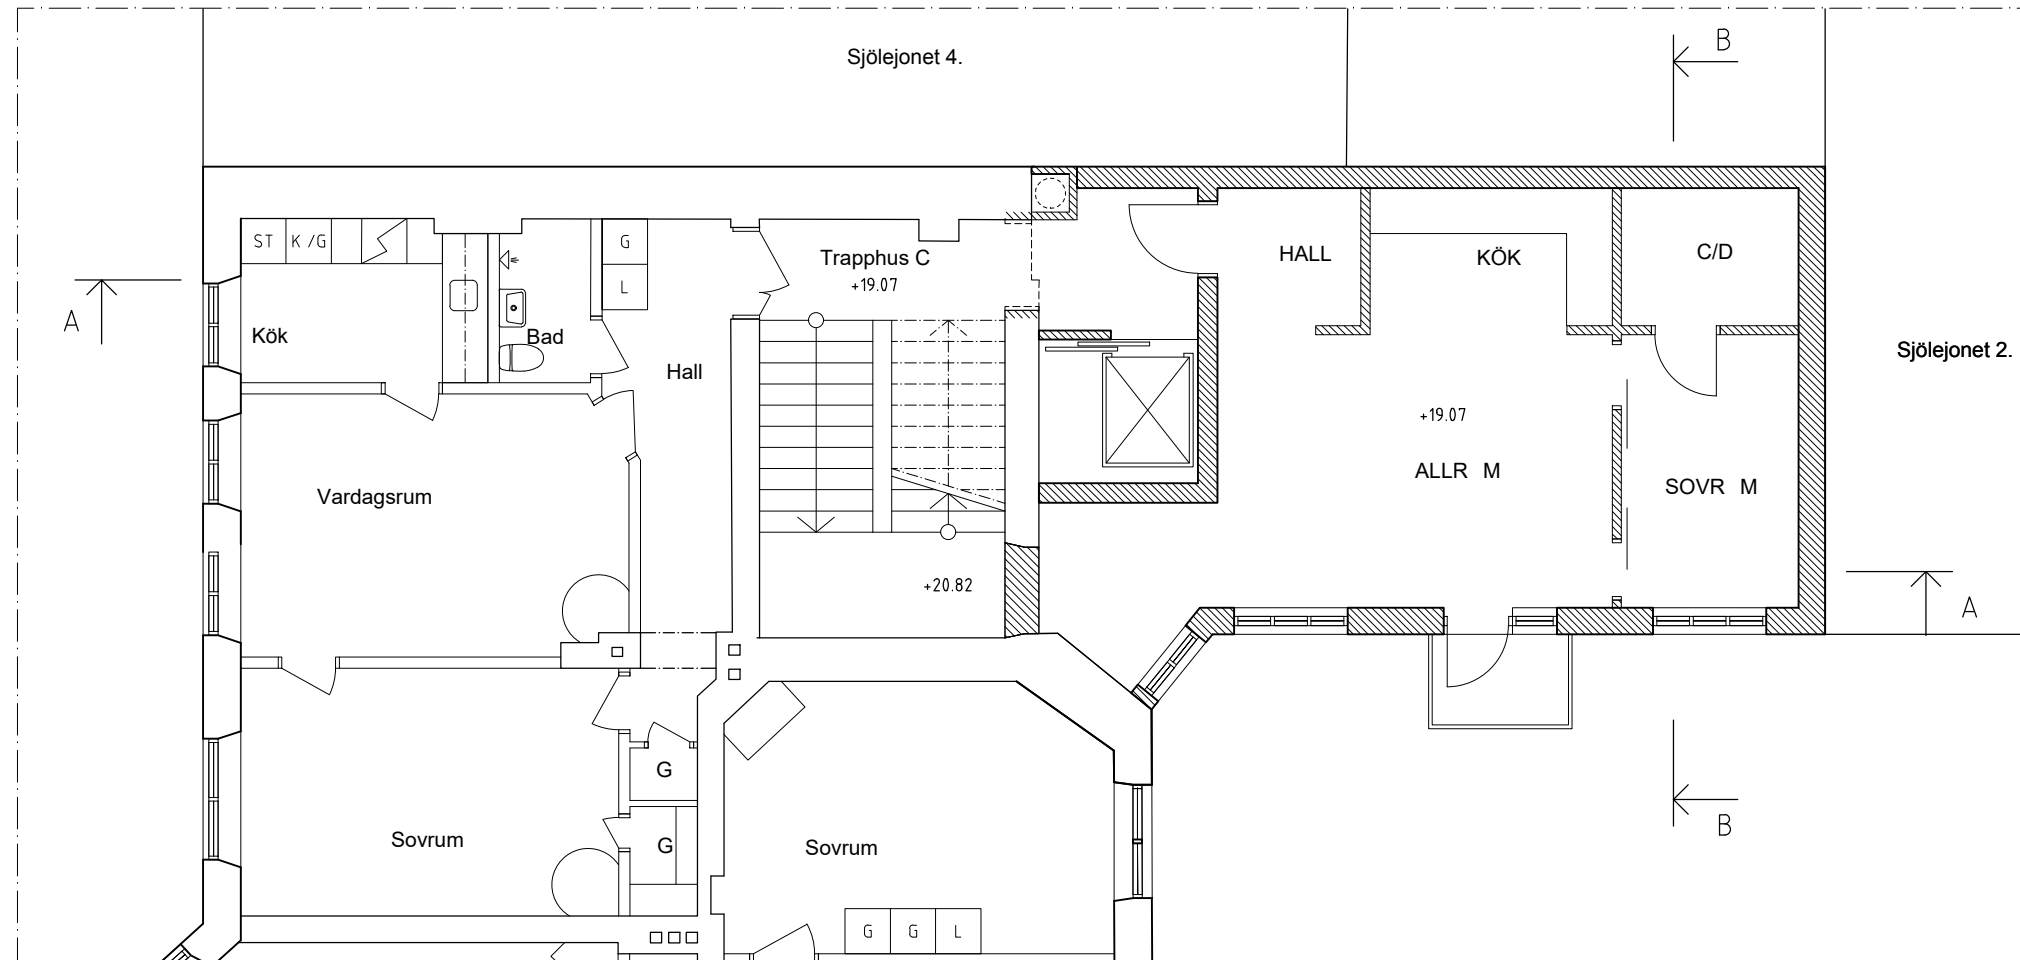 Sjölejonet 4.
B
ST
K /G
G
L
Trapphus C
+19.07
HALL
KÖK
C/D
A
Kök
Bad
Hall
Sjölejonet 2.
+19.07
ALLR M
SOVR M
Vardagsrum
+20.82
A
G
G
Sovrum
Sovrum
B
G
G
L